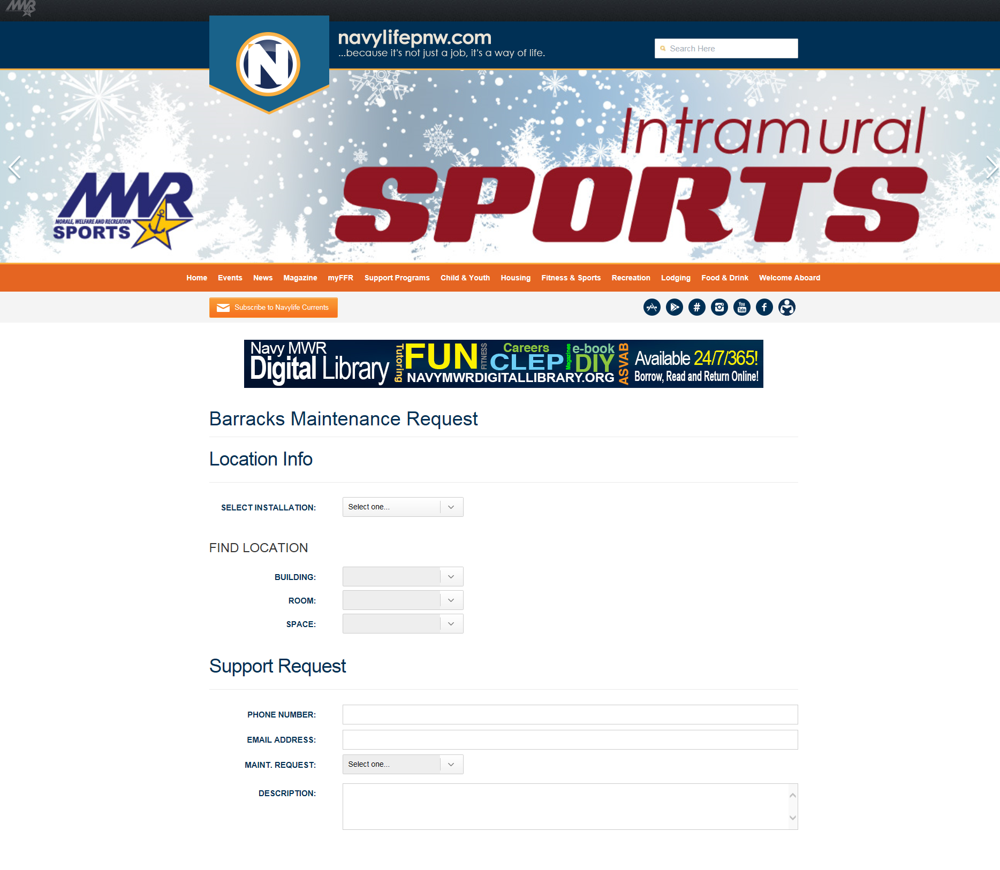 MWR
navylifepnw.com
...because it's not just a job, it's a way of life.
Search Here
N
Intramural
SPORTS
MWR
MORALE, WELFARE AND RECREATION
SPORTS
Home Events News Magazine myFFR Support Programs Child & Youth Housing Fitness & Sports Recreation Lodging Food & Drink Welcome Aboard
Subscribe to Navylife Currents
# You Tube f
Navy MWR
Digital Library
Tutoring
FUN
FITNESS
Careers
CLEP
Magazines
e-book
DIY
NAVYMWRDIGITALLIBRARY.ORG
ASVAB
Available 24/7/365!
Borrow, Read and Return Online!
Barracks Maintenance Request
Location Info
SELECT INSTALLATION: Select one...
FIND LOCATION
BUILDING:
ROOM:
SPACE:
Support Request
PHONE NUMBER:
EMAIL ADDRESS:
MAINT. REQUEST: Select one...
DESCRIPTION: